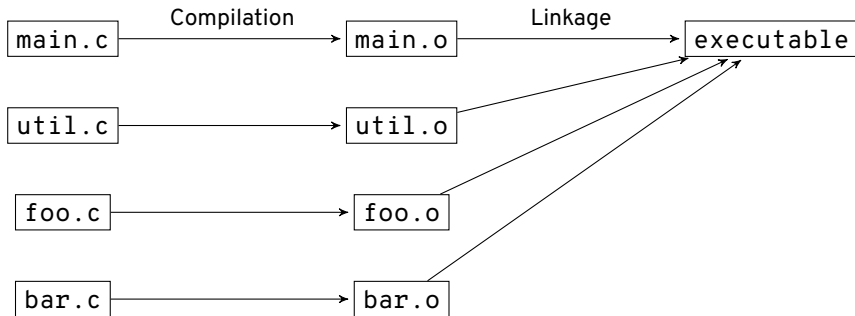 Compilation Linkage
main.c main.o executable
util.c util.o
foo.c foo.o
bar.c bar.o